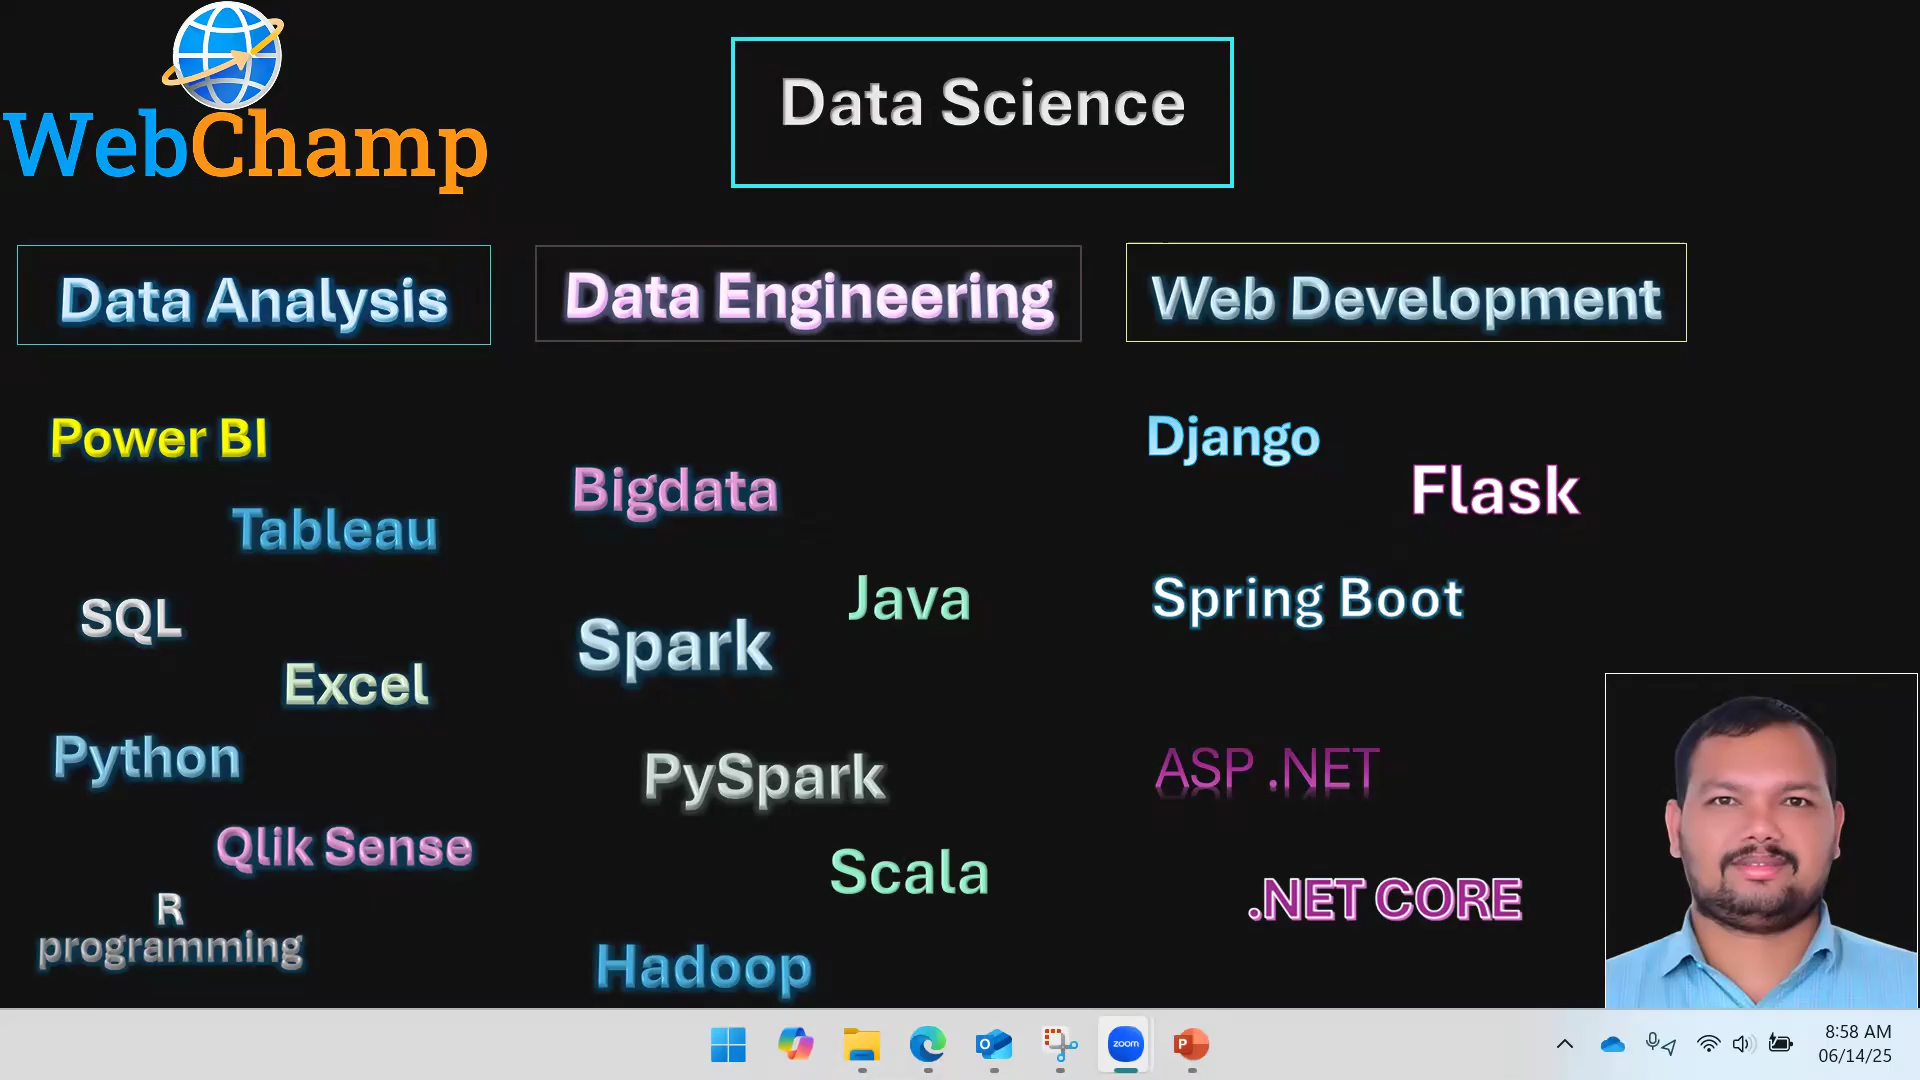 WebChamp
Data Science
Data Analysis
Data Engineering
Web Development
Power BI
Tableau
SQL
Excel
Python
Qlik Sense
R
programming
Bigdata
Java
Spark
PySpark
Scala
Hadoop
Django
Flask
Spring Boot
ASP .NET
.NET CORE
zoom
8:58 AM
06/14/25